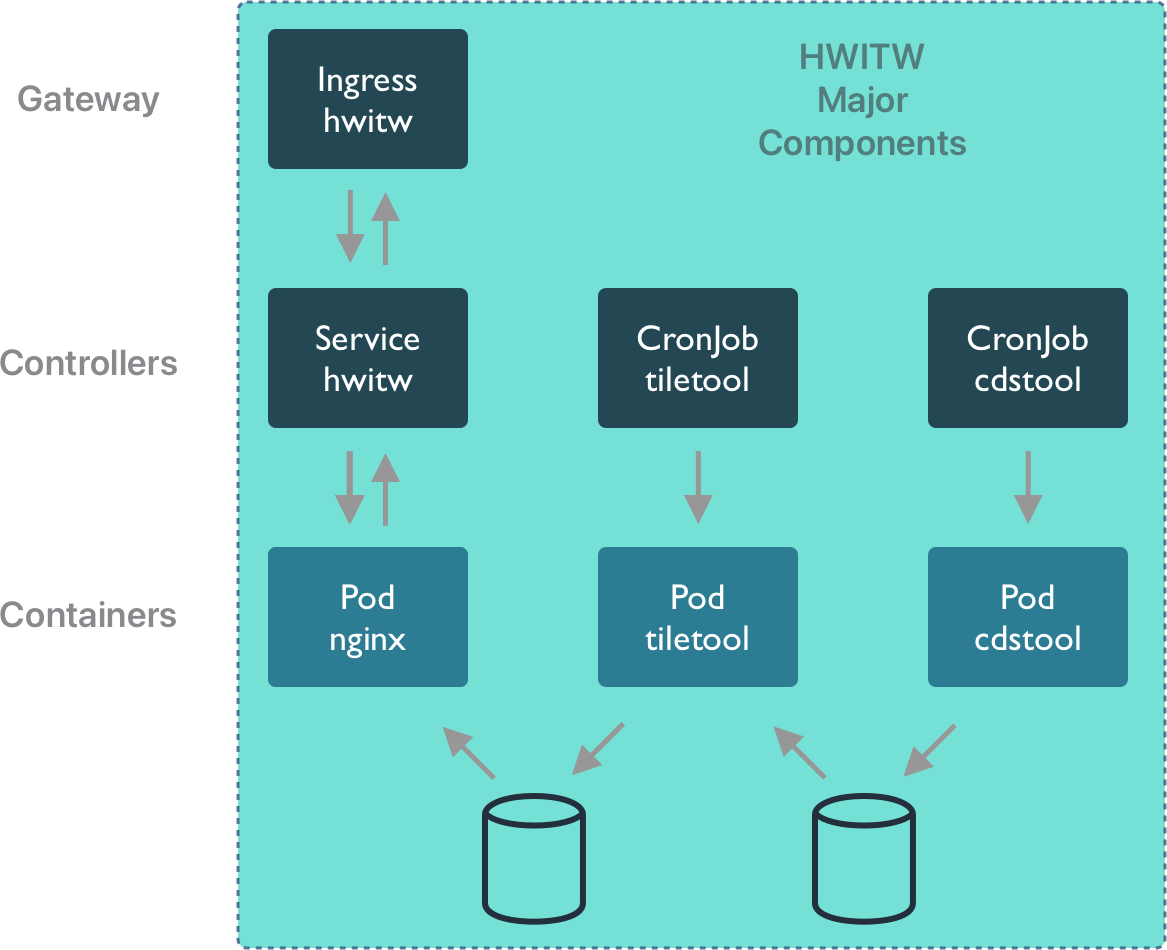 Gateway
Ingress
hwitw
HWITW
Major
Components
Controllers
Service
hwitw
CronJob
tiletool
CronJob
cdstool
Containers
Pod
nginx
Pod
tiletool
Pod
cdstool